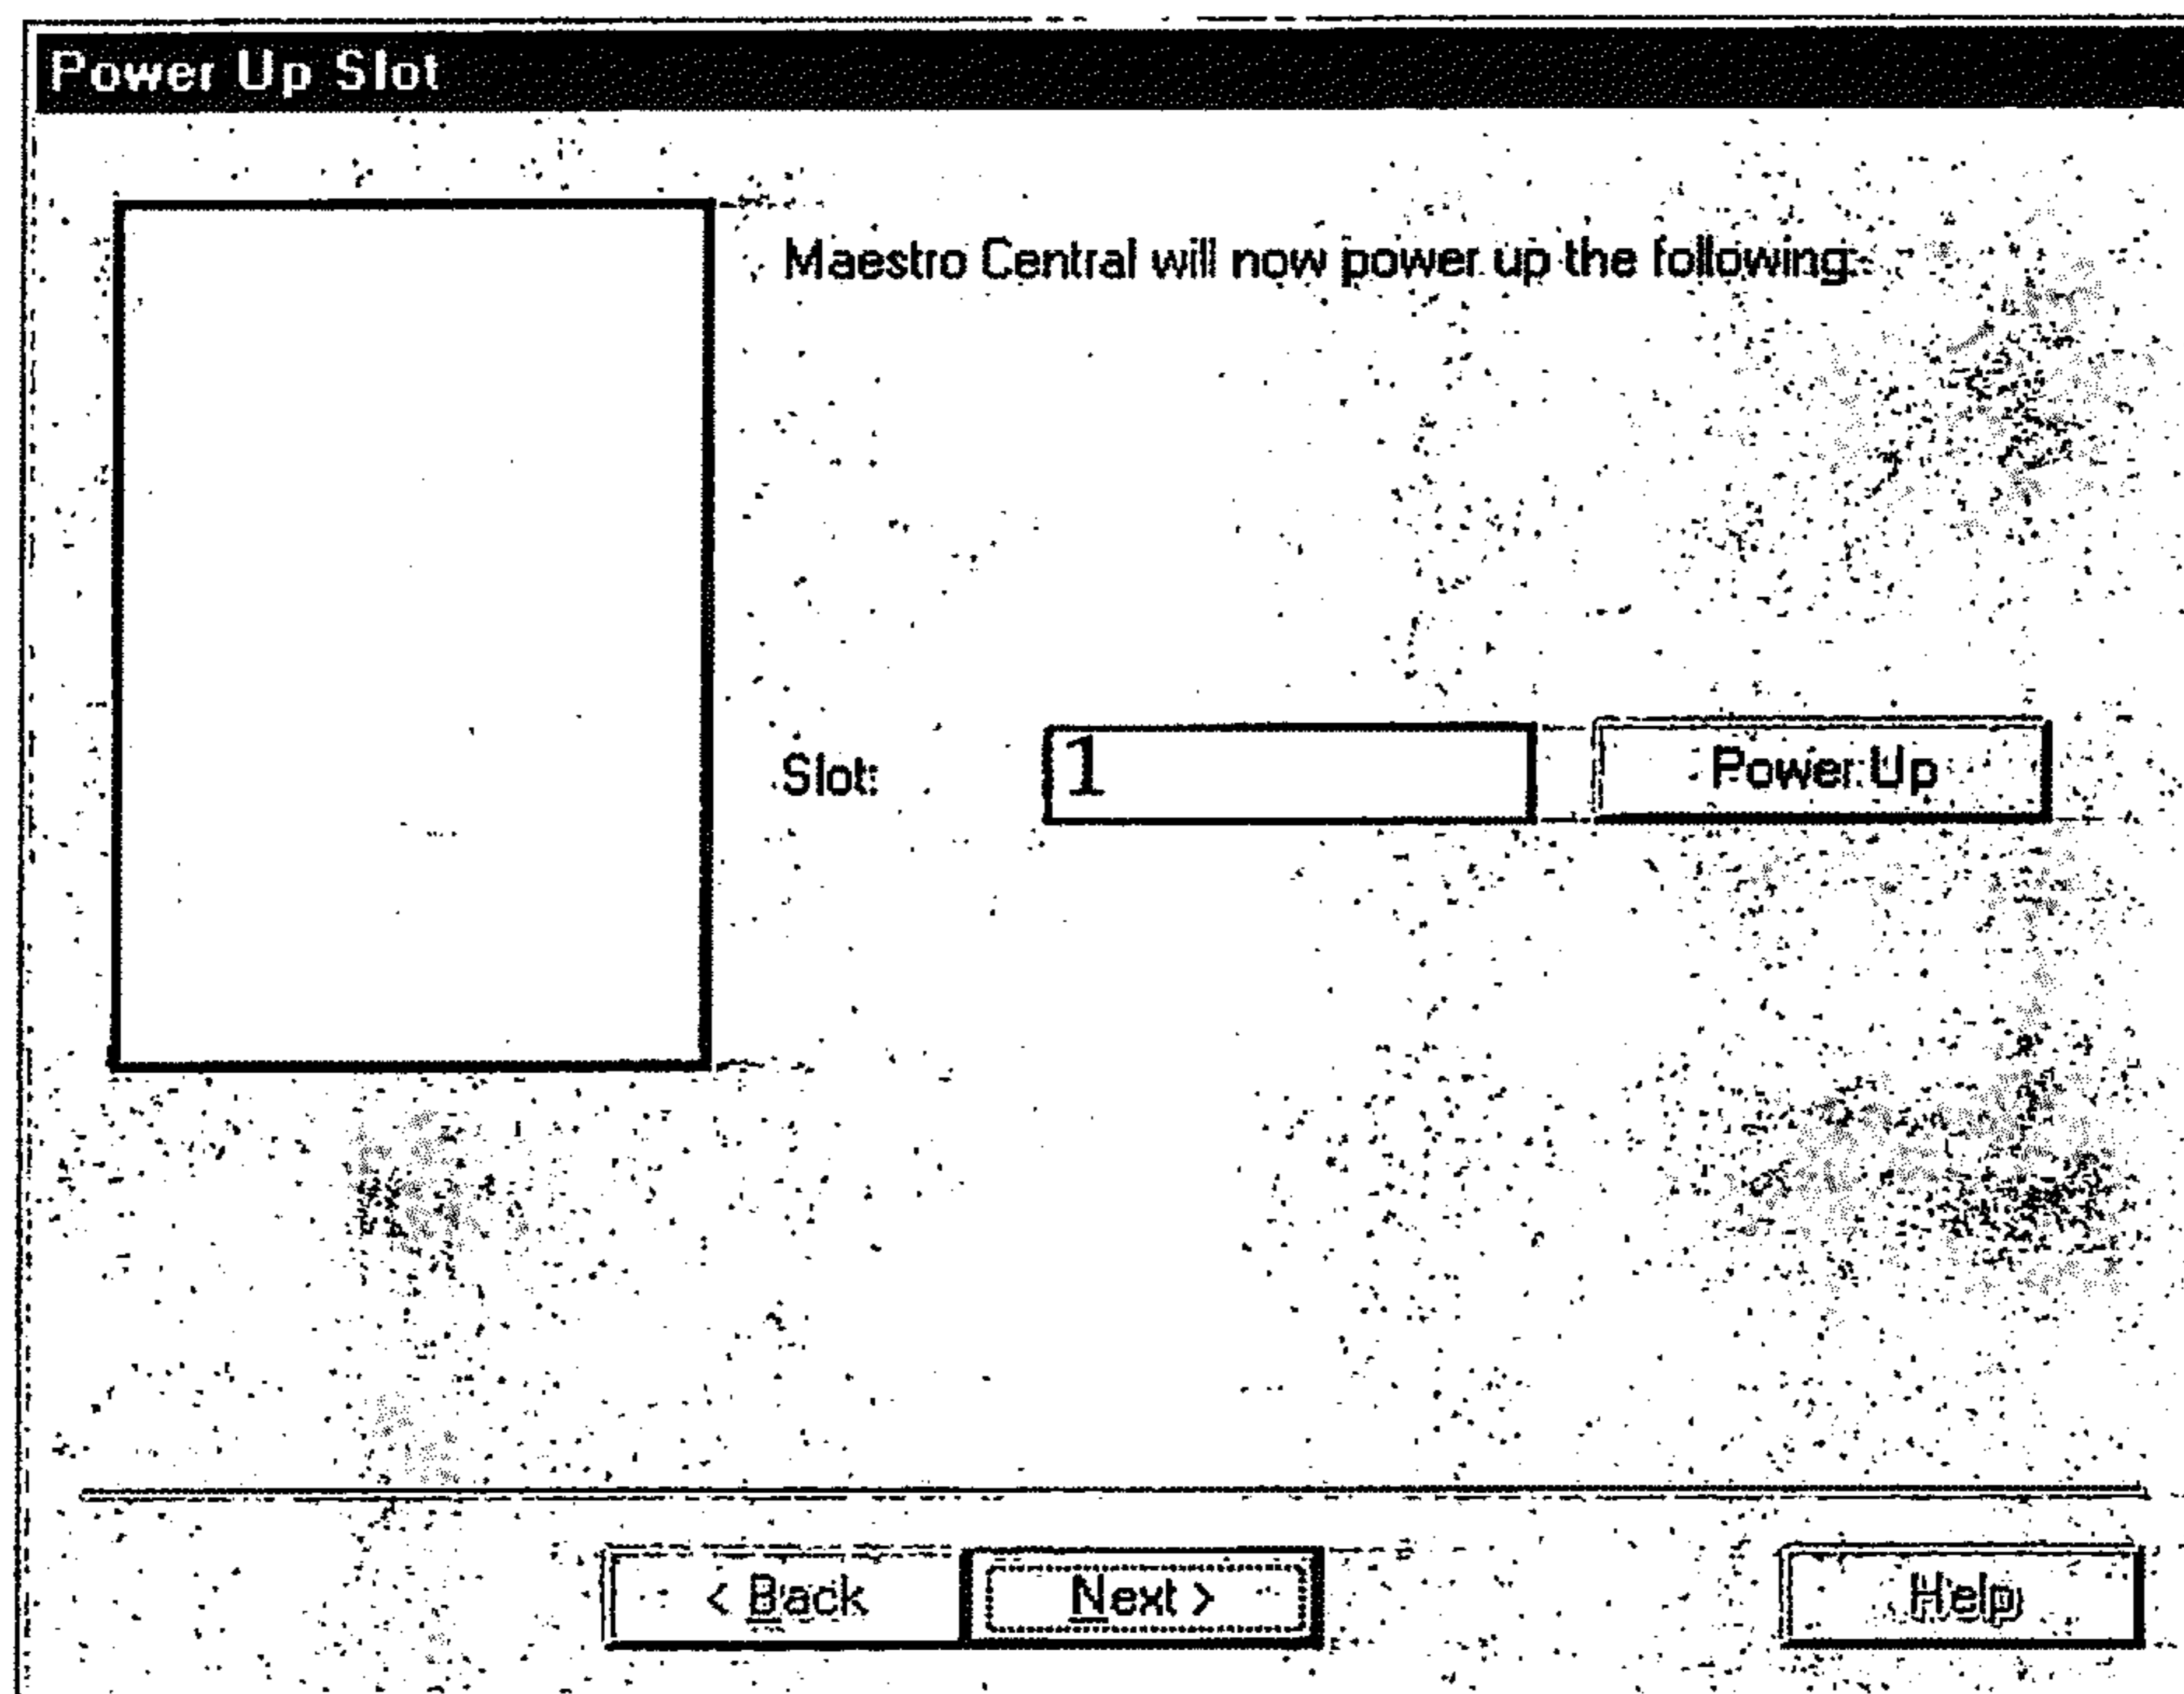 Power Up Slot
Maestro Central will now power up the following:
Slot: 1 Power Up
< Back Next > Help